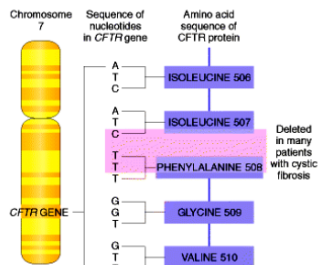 Chromosome
7
Sequence of
nucleotides
in CFTR gene
Amino acid
sequence of
CFTR protein
A
T
C
ISOLEUCINE 506
A
T
C
ISOLEUCINE 507
Deleted
in many
patients
with cystic
fibrosis
T
T
T
PHENYLALANINE 508
CFTR GENE
G
G
T
GLYCINE 509
G
T
VALINE 510